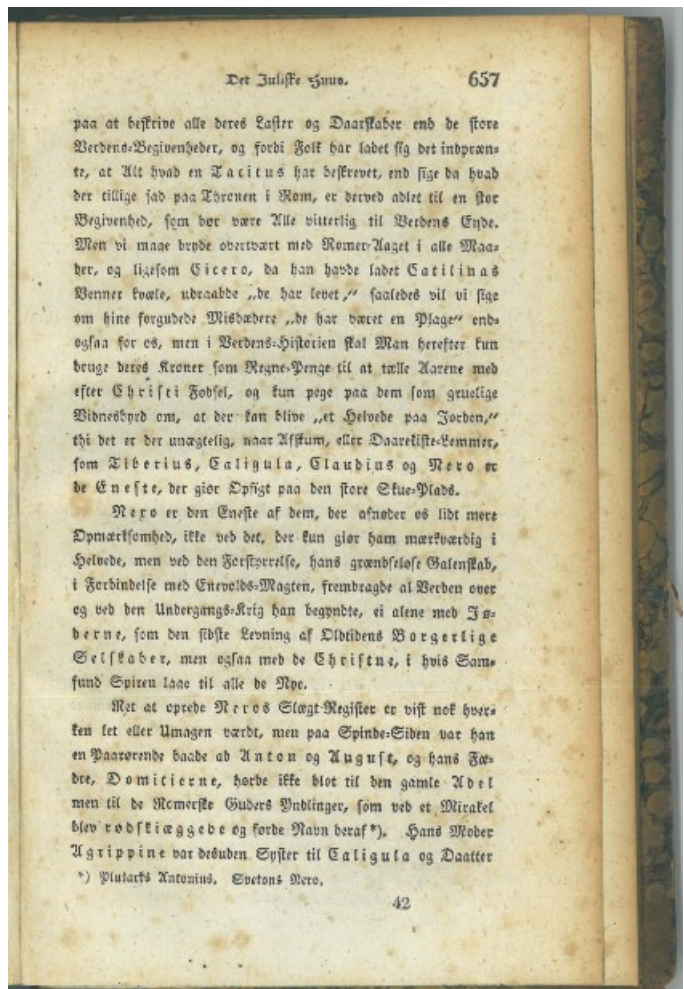 Det Juliske Huus. 657
paa at beskrive alle deres Laster og Daarskaber end de store
Verdens-Begivenheder, og fordi Folk har ladet sig det indpræn-
te, at Alt hvad en Tacitus har beskrevet, end sige da hvad
der tillige sad paa Thronen i Rom, er derved adlet til en stor
Begivenhed, som bør være Alle vitterlig til Verdens Ende.
Men vi maae bryde overtvært med Romer-Aaget i alle Maa-
der, og ligesom Cicero, da han havde ladet Catilinas
Venner kvæle, udraabde „de har levet,“ saaledes vil vi sige
om hine forgudede Misdædere „de har været en Plage“ end-
ogsaa for os, men i Verdens-Historien skal Man herefter kun
bruge deres Kroner som Regne-Penge til at tælle Aarene med
efter Christi Fødsel, og kun pege paa dem som gruelige
Vidnesbyrd om, at der kan blive „et Helvede paa Jorden,“
thi det er der unægtelig, naar Afskum, eller Daarekiste-Lemmer,
som Tiberius, Caligula, Claudius og Nero er
de Eneste, der giør Opsigt paa den store Skue-Plads.
Nero er den Eneste af dem, der afnøder os lidt mere
Opmærksomhed, ikke ved det, der kun giør ham mærkværdig i
Helvede, men ved den Forstyrrelse, hans grændseløse Galenskab,
i Forbindelse med Enevolds-Magten, frembragde al Verden over
og ved den Undergangs-Krig han begyndte, ei alene med Jø-
derne, som den sidste Levning af Oldtidens Borgerlige
Selskaber, men ogsaa med de Christne, i hvis Sam-
fund Spiren laae til alle de Nye.
Met at oprede Neros Slægt-Register er vist nok hver-
ken let eller Umagen værdt, men paa Spinde-Siden var han
en Paarørende baade ad Anton og August, og hans Fæ-
dre, Domitierne, hørde ikke blot til den gamle Adel
men til de Romerske Guders Yndlinger, som ved et Mirakel
blev rødskiæggede og førde Navn deraf*). Hans Moder
Agrippine var desuden Syster til Caligula og Daatter
*) Plutarks Antonius. Svetons Nero.
42